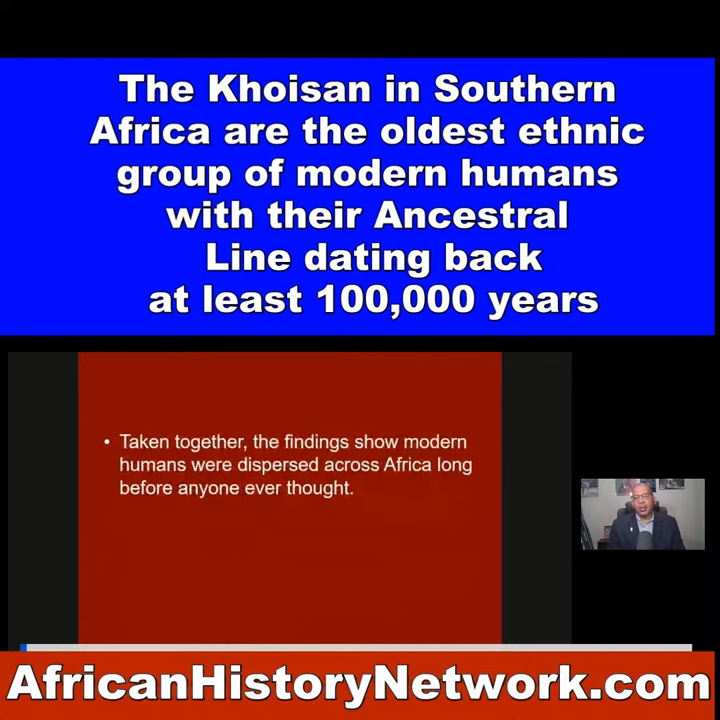 The Khoisan in Southern
Africa are the oldest ethnic
group of modern humans
with their Ancestral
Line dating back
at least 100,000 years
• Taken together, the findings show modern
humans were dispersed across Africa long
before anyone ever thought.
AfricanHistoryNetwork.com